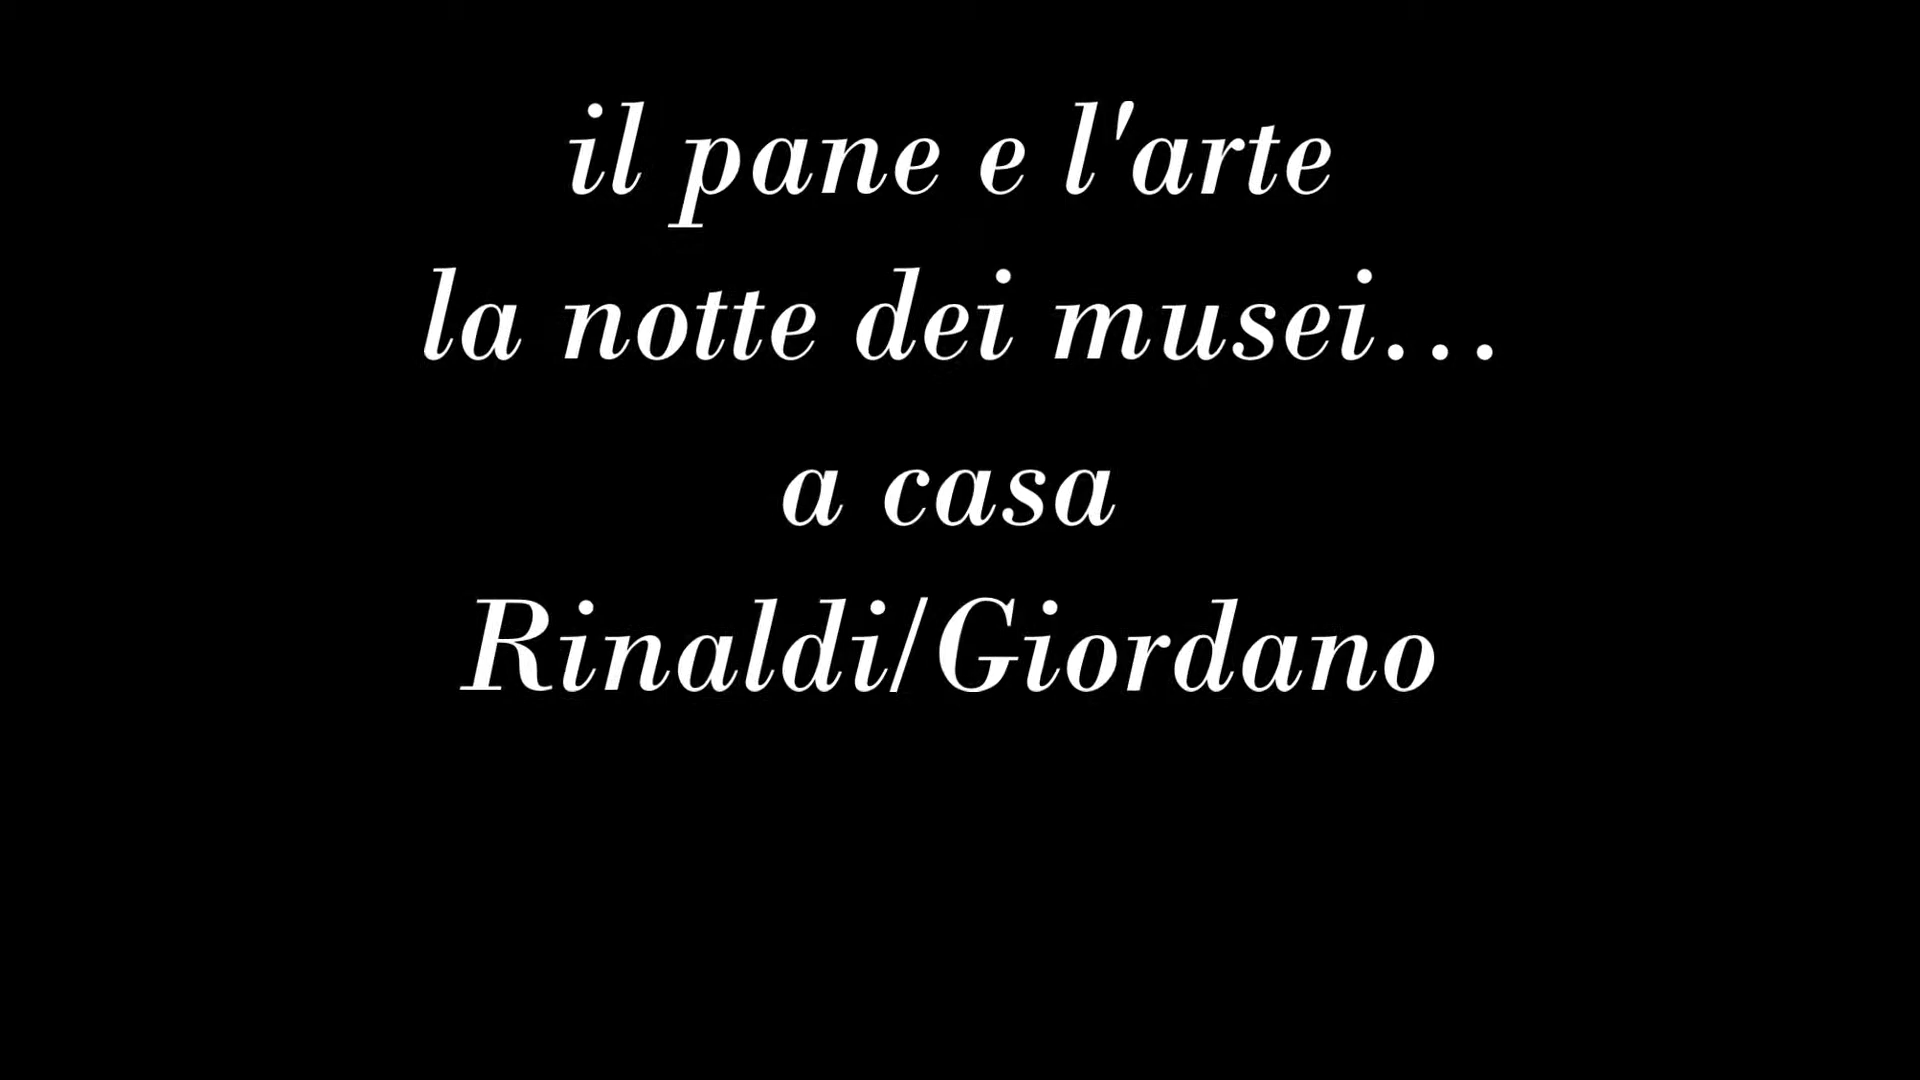 il pane e l'arte
la notte dei musei...
a casa
Rinaldi/Giordano